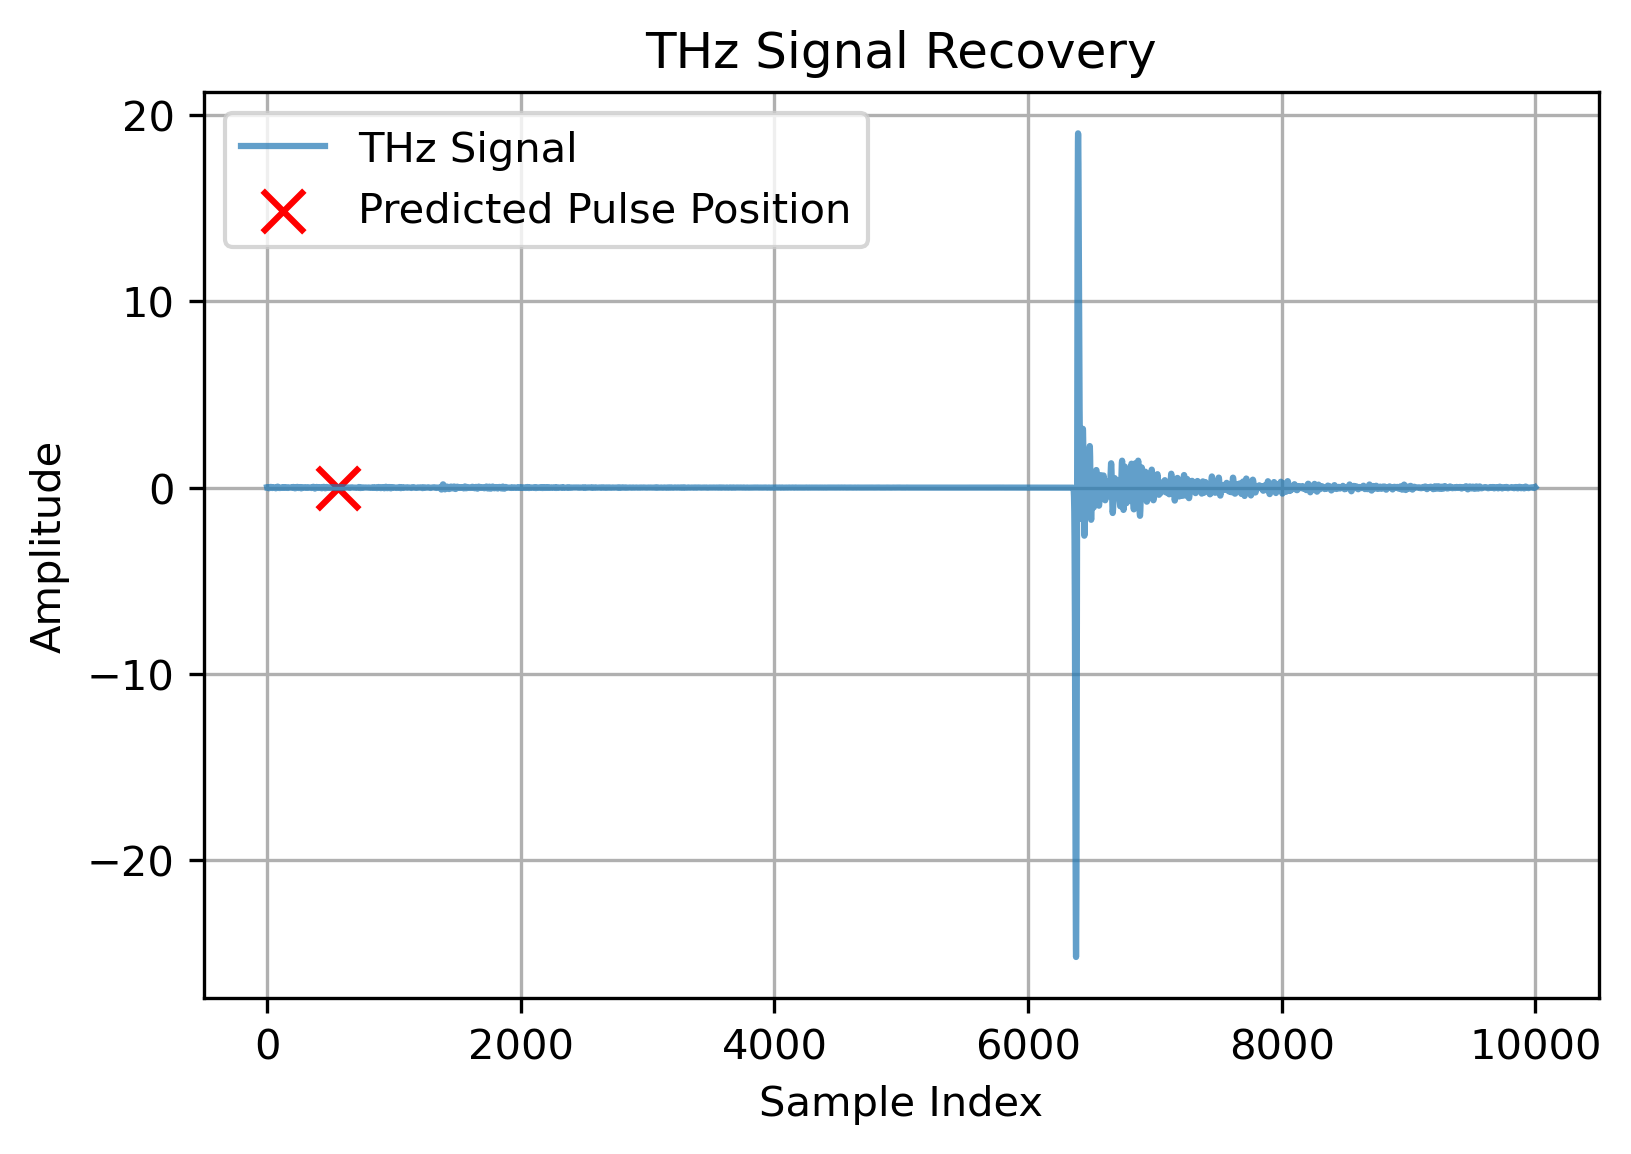 THz Signal Recovery
THz Signal
Predicted Pulse Position
20
10
0
−10
−20
Amplitude
0
2000
4000
6000
8000
10000
Sample Index